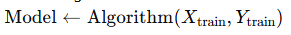 Model ← Algorithm(X_train, Y_train)